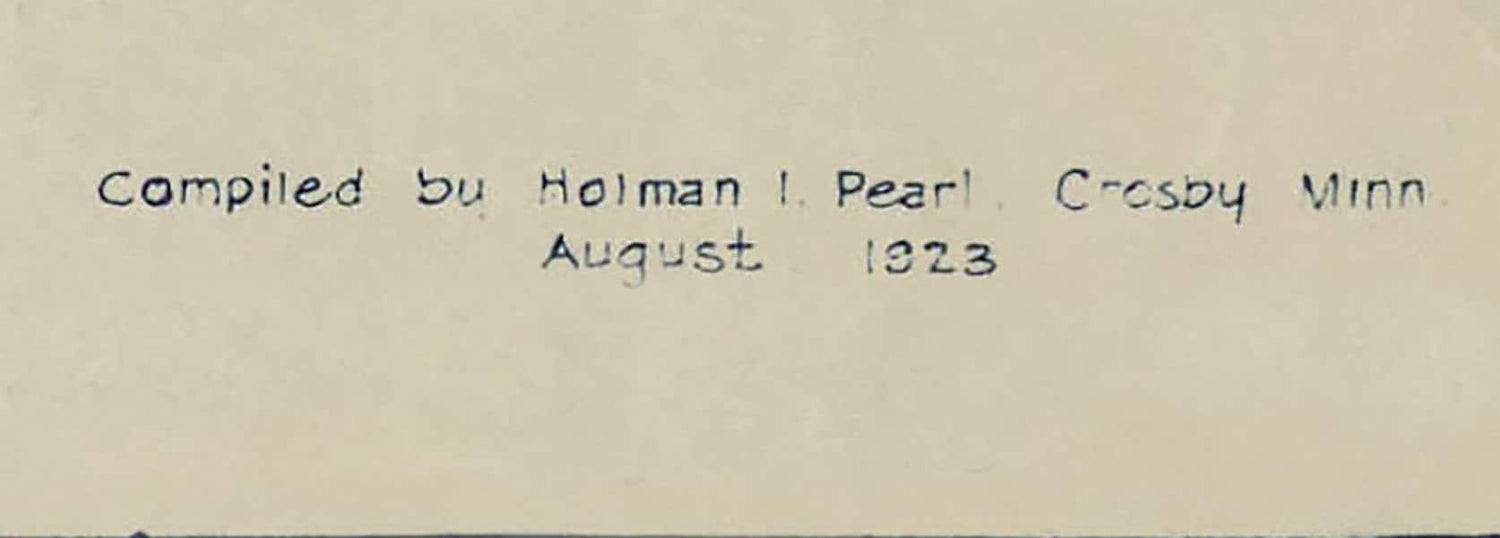 Compiled by Holman I. Pearl. Crosby Minn.
August 1923